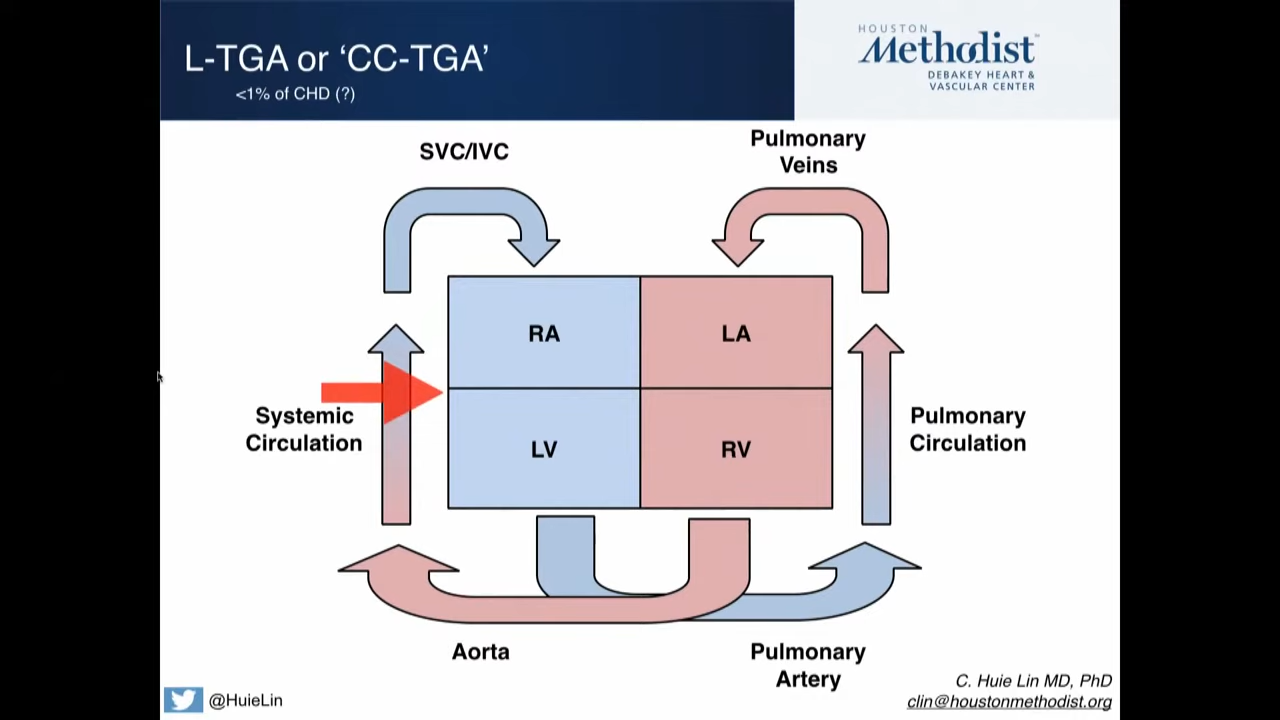 L-TGA or ‘CC-TGA’
<1% of CHD (?)
HOUSTON
Methodist
DEBAKEY HEART &
VASCULAR CENTER
SVC/IVC
Pulmonary
Veins
RA
LA
Systemic
Circulation
LV
RV
Pulmonary
Circulation
Aorta
Pulmonary
Artery
@HuieLin
C. Huie Lin MD, PhD
clin@houstonmethodist.org